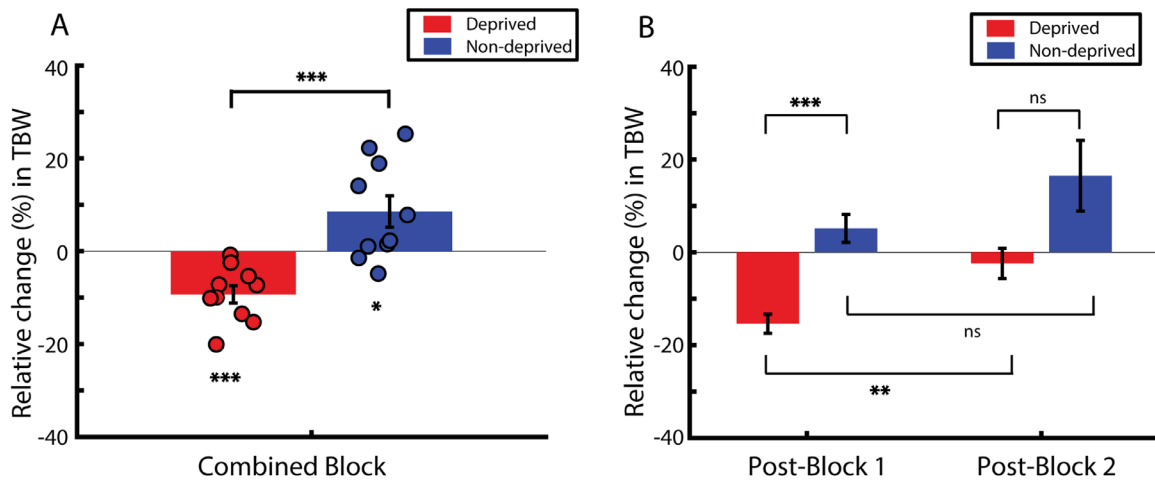 A
Deprived
Non-deprived
Relative change (%) in TBW
40
20
0
-20
-40
***
*
***
Combined Block
B
Deprived
Non-deprived
Relative change (%) in TBW
40
20
0
-20
-40
***
ns
ns
**
Post-Block 1
Post-Block 2